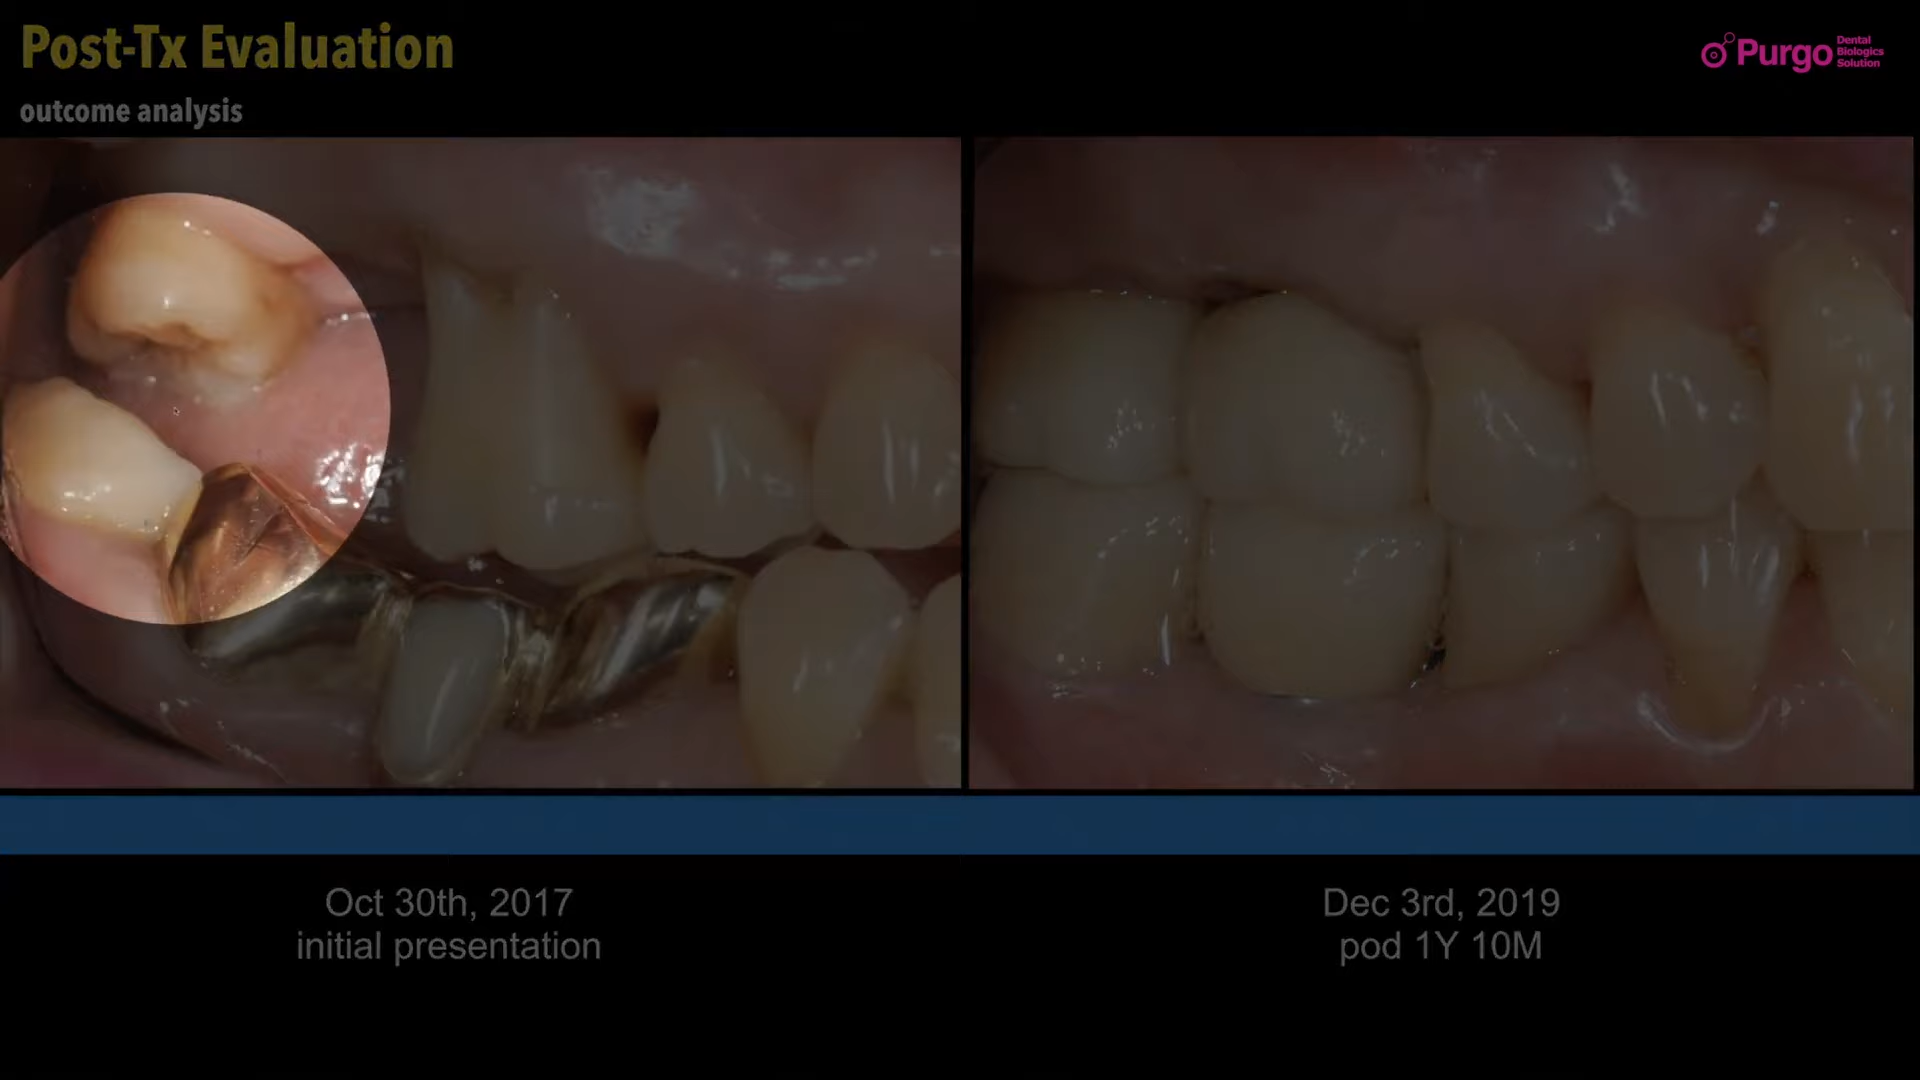 Post-Tx Evaluation
outcome analysis
Purgo
Dental
Biologics
Solution
Oct 30th, 2017
initial presentation
Dec 3rd, 2019
pod 1Y 10M